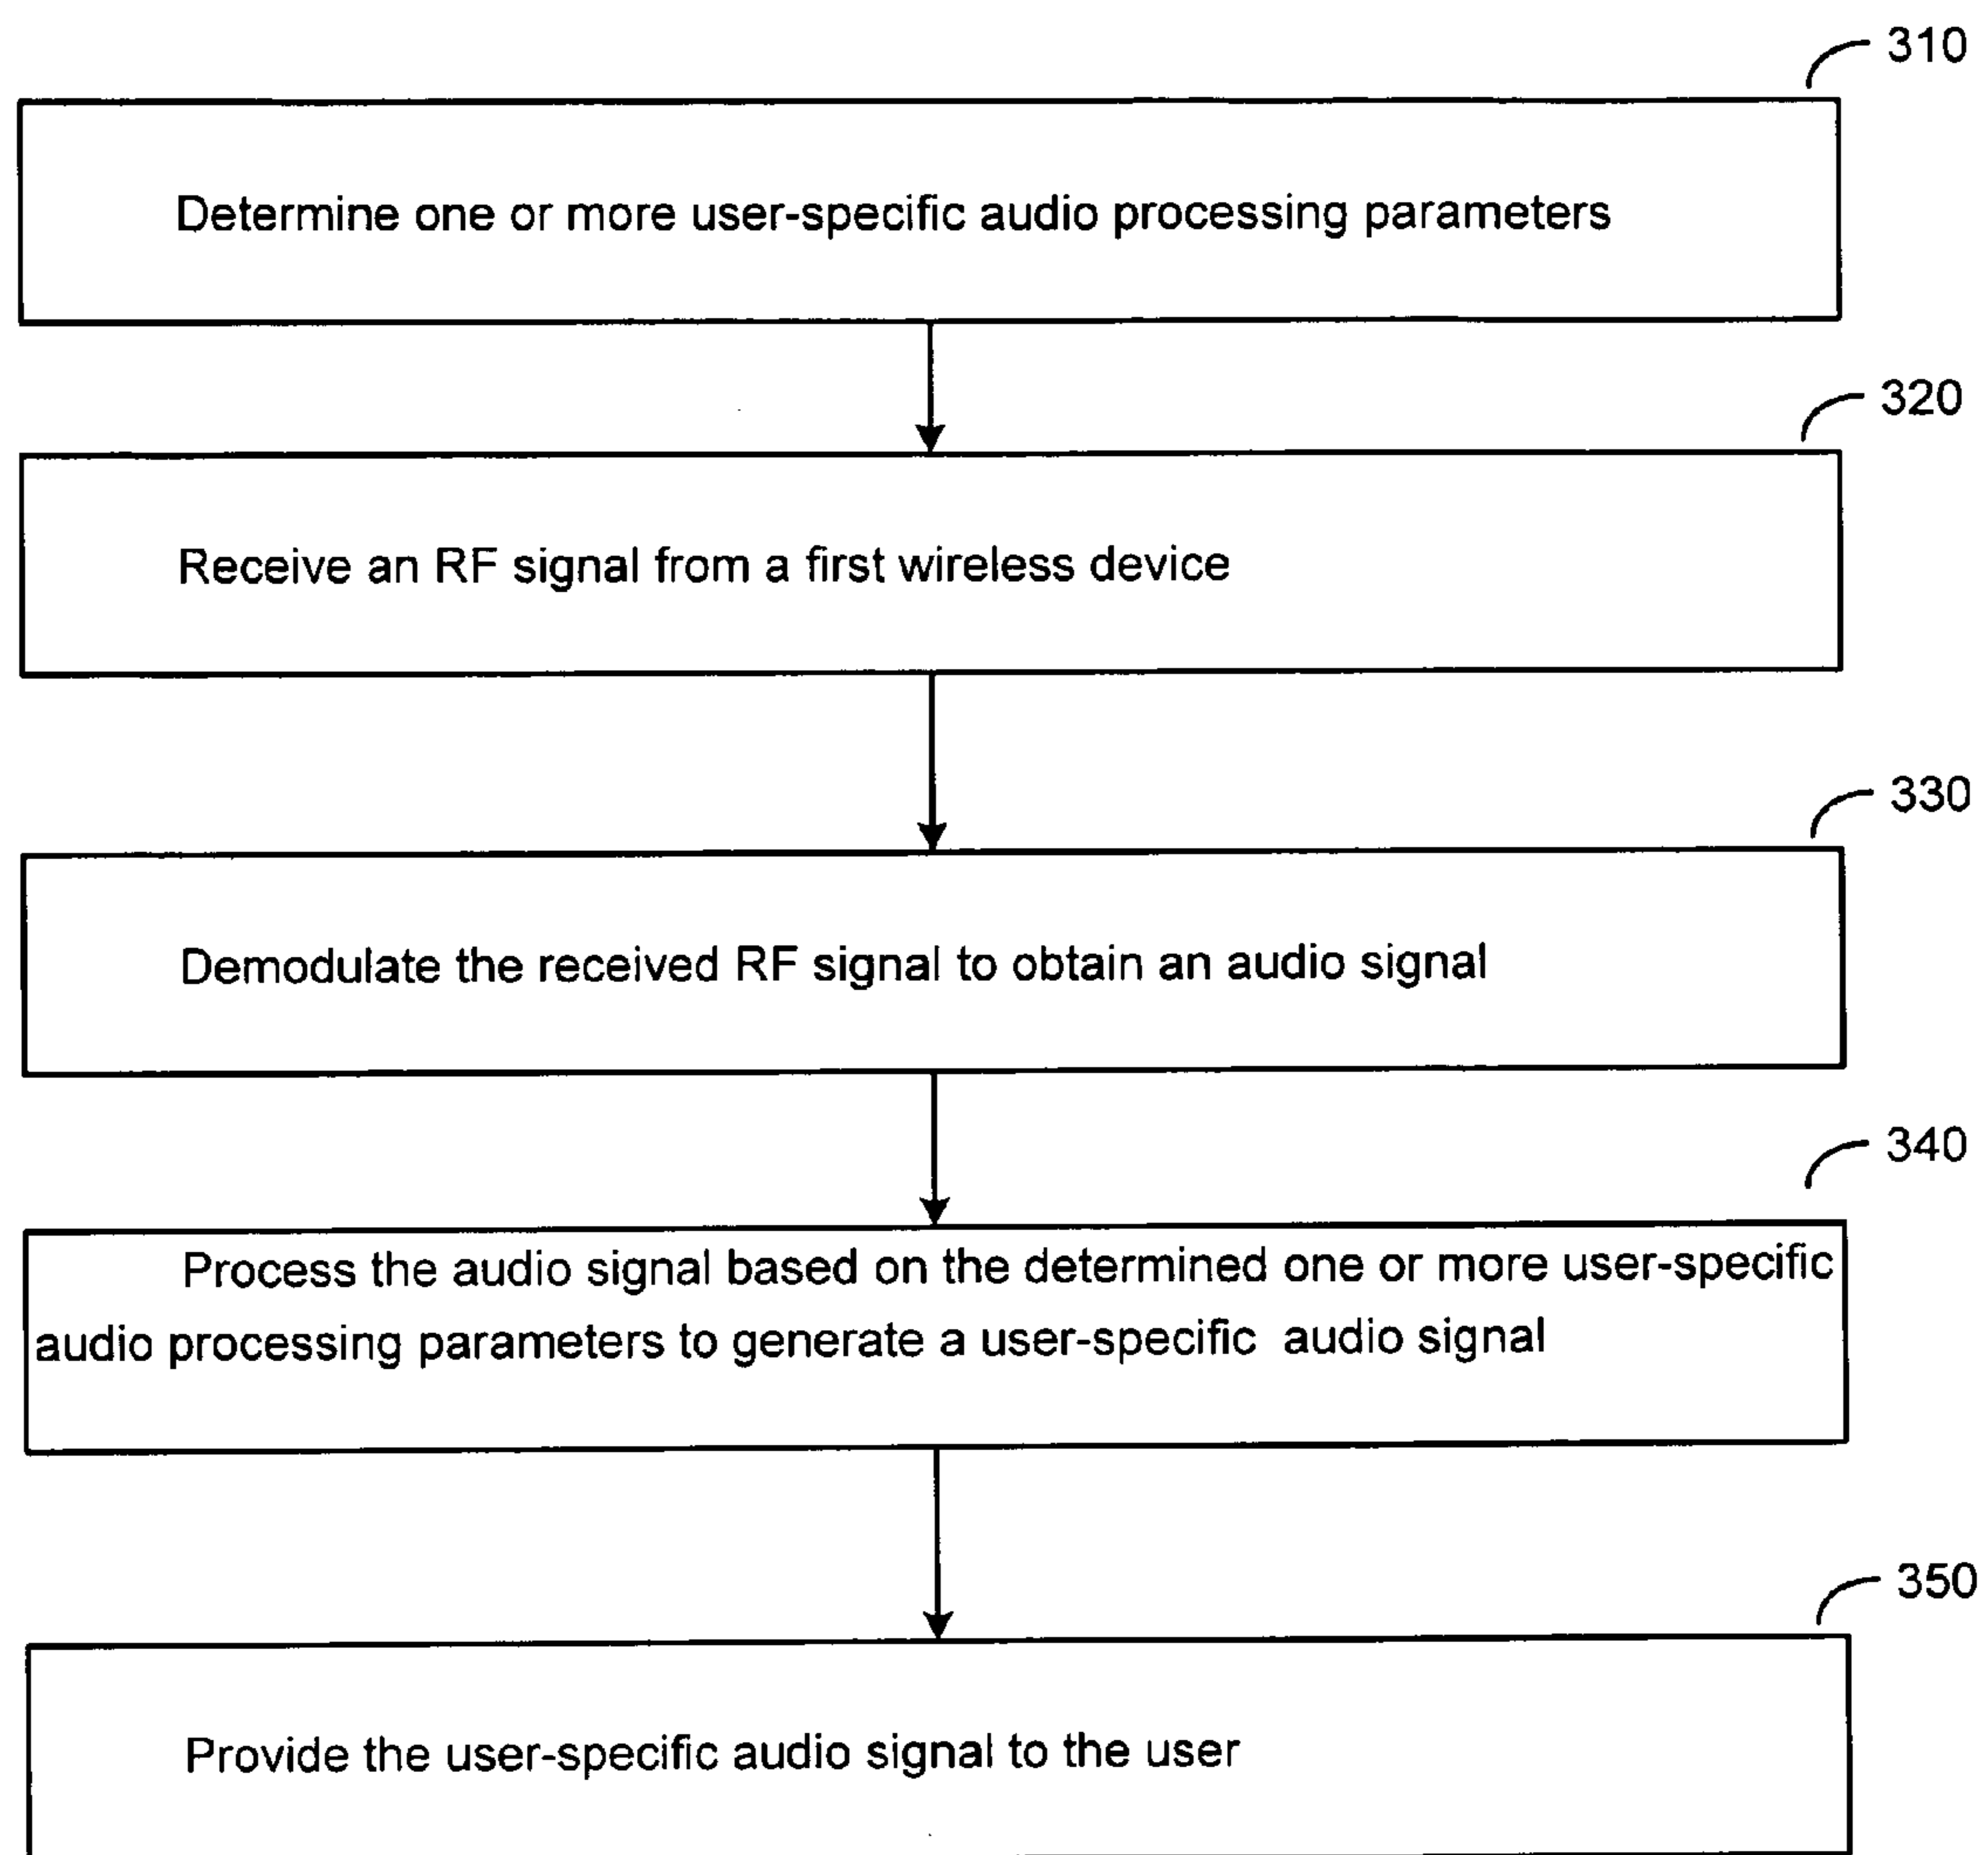 310
Determine one or more user-specific audio processing parameters
320
Receive an RF signal from a first wireless device
330
Demodulate the received RF signal to obtain an audio signal
340
Process the audio signal based on the determined one or more user-specific
audio processing parameters to generate a user-specific audio signal
350
Provide the user-specific audio signal to the user